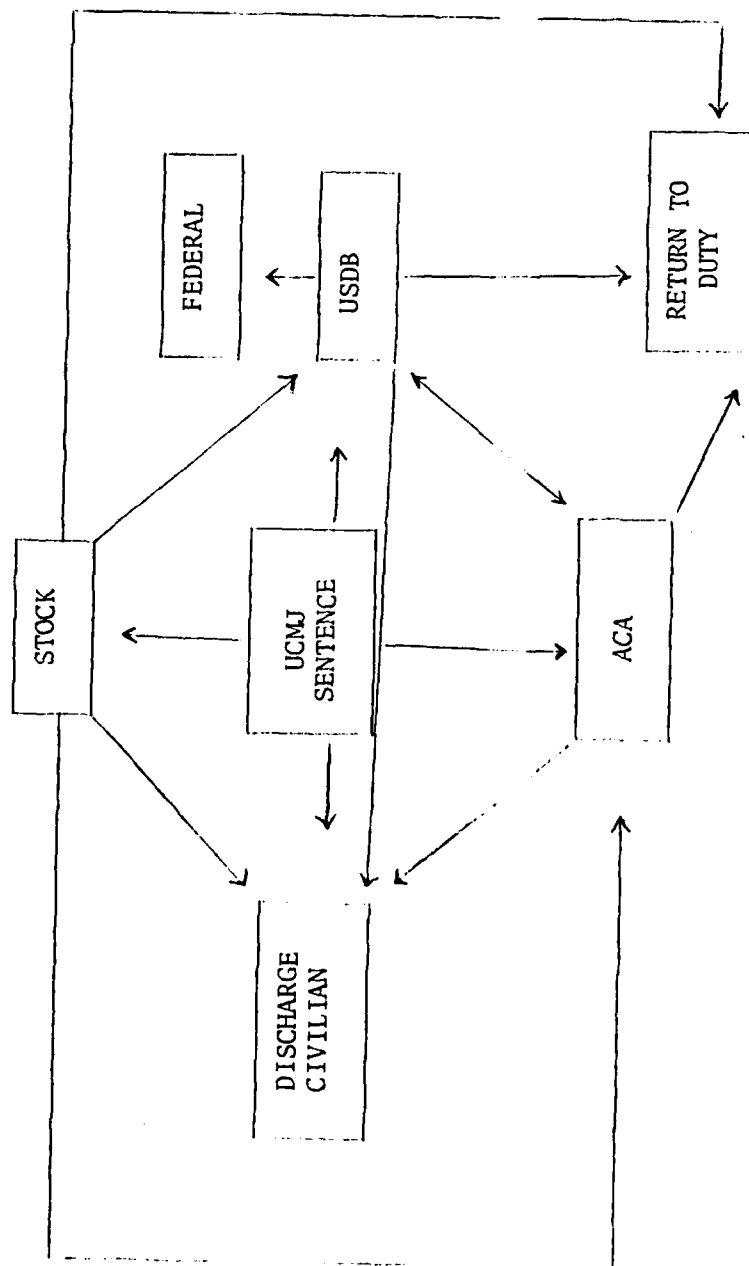 STOCK
FEDERAL
DISCHARGE
CIVILIAN
UCMJ
SENTENCE
USDB
ACA
RETURN TO
DUTY